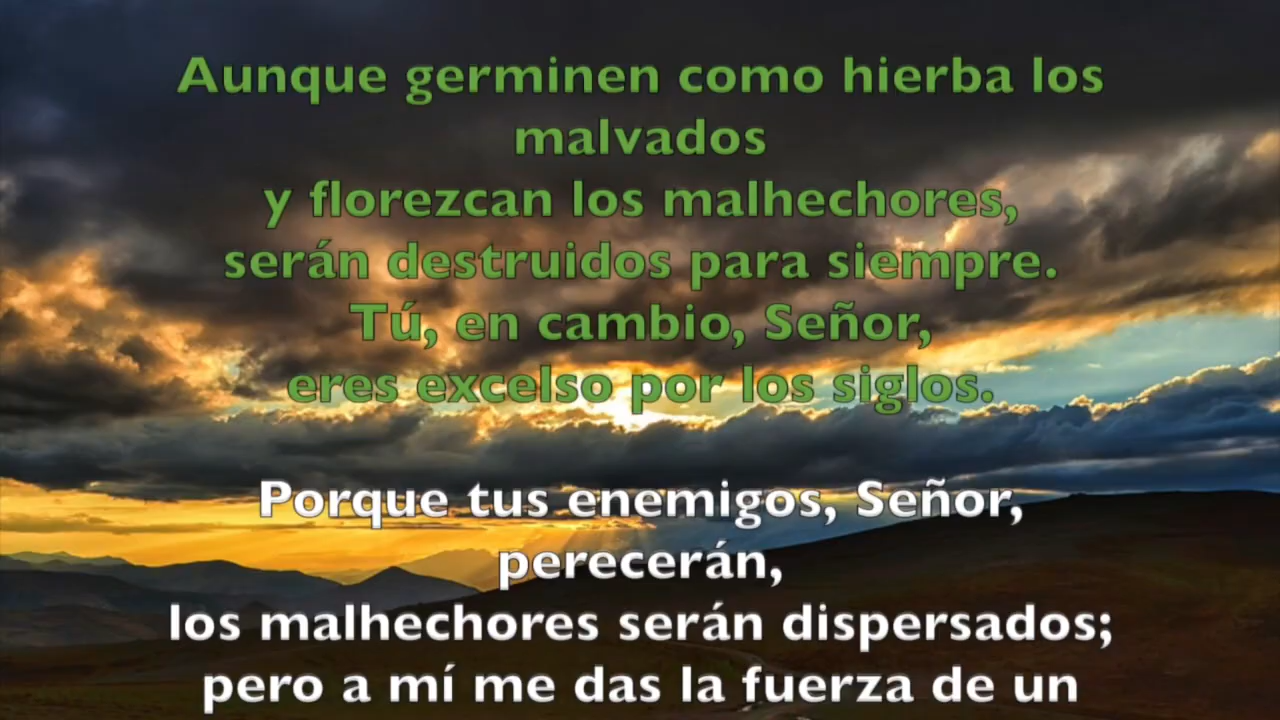 Aunque germinen como hierba los
malvados
y florezcan los malhechores,
serán destruidos para siempre.
Tú, en cambio, Señor,
eres excelso por los siglos.
Porque tus enemigos, Señor,
perecerán,
los malhechores serán dispersados;
pero a mí me das la fuerza de un